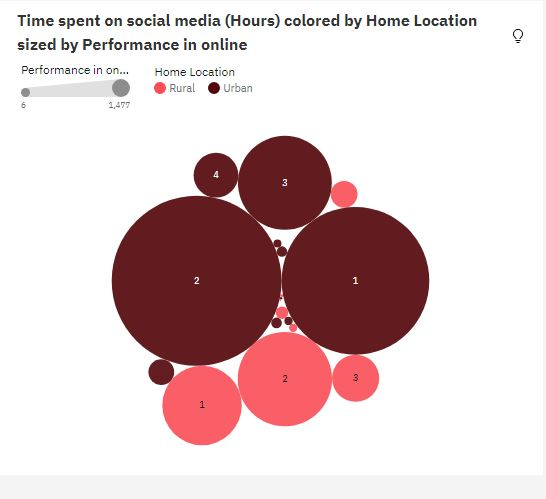 Time spent on social media (Hours) colored by Home Location
sized by Performance in online
Performance in on...
6
1,477
Home Location
Rural
Urban
4
3
2
1
1
2
3